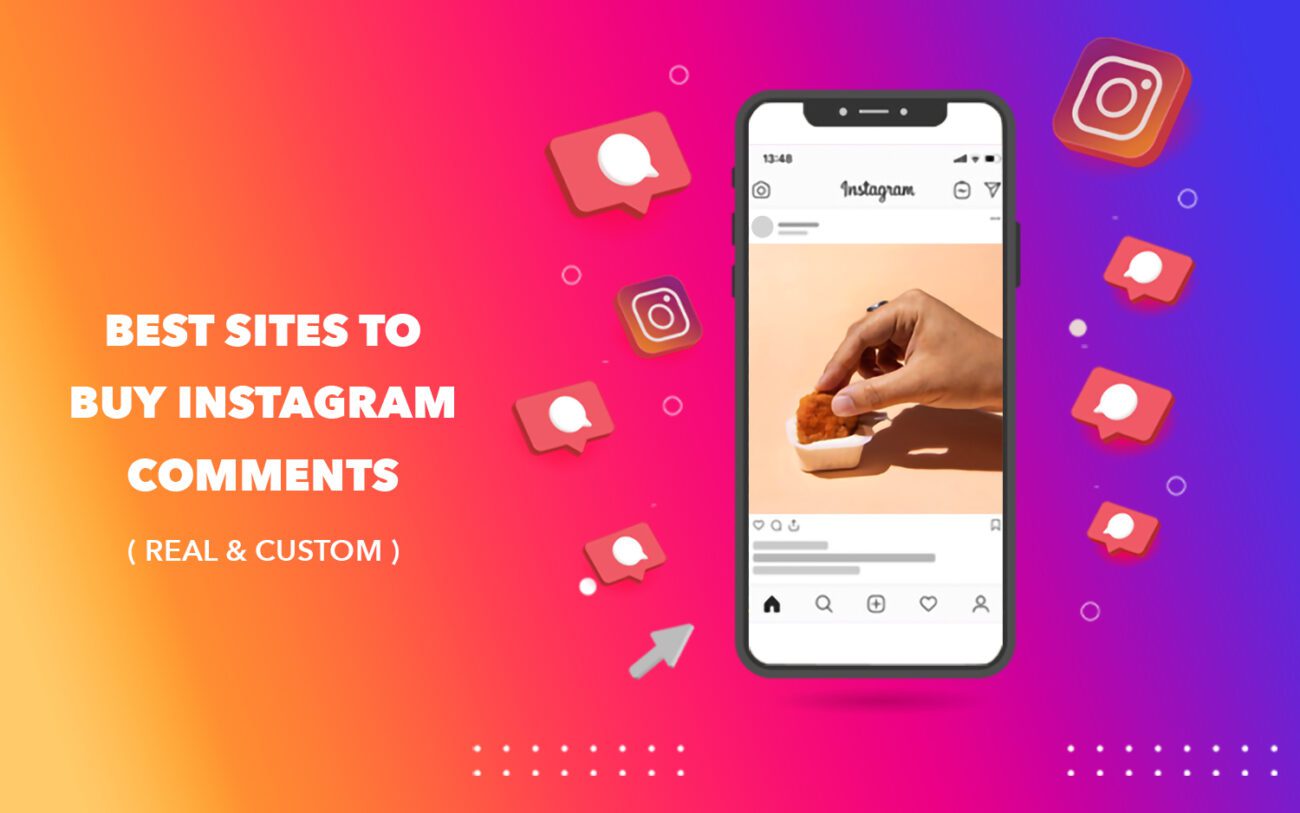 BEST SITES TO
BUY INSTAGRAM
COMMENTS
( REAL & CUSTOM )
13:48
Instagram